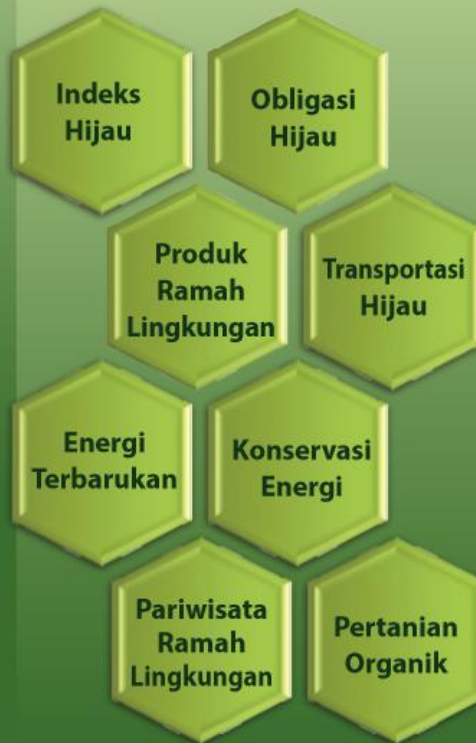 Indeks
Hijau
Obligasi
Hijau
Produk
Ramah
Lingkungan
Transportasi
Hijau
Energi
Terbarukan
Konservasi
Energi
Pariwisata
Ramah
Lingkungan
Pertanian
Organik